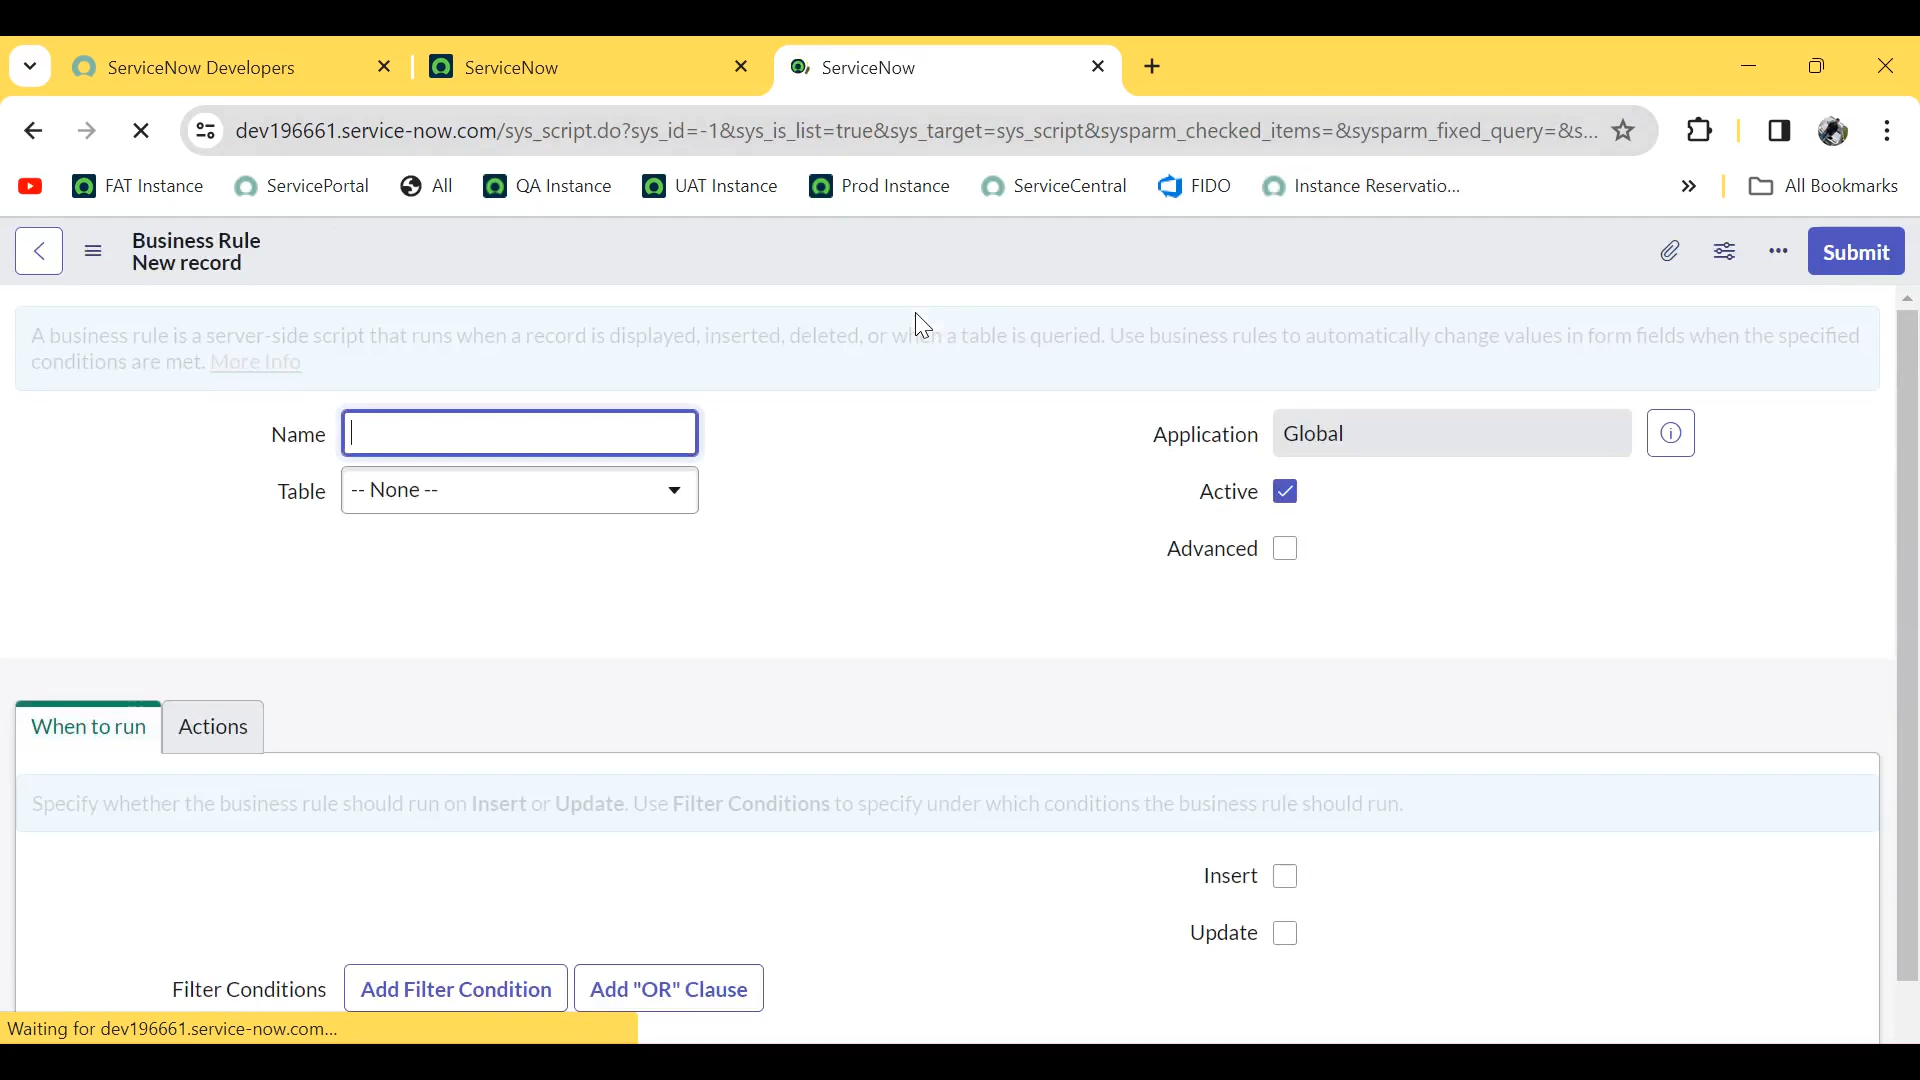 ServiceNow Developers
ServiceNow
ServiceNow
dev196661.service-now.com/sys_script.do?sys_id=-1&sys_is_list=true&sys_target=sys_script&sysparm_checked_items=&sysparm_fixed_query=&s...
FAT Instance
ServicePortal
All
QA Instance
UAT Instance
Prod Instance
ServiceCentral
FIDO
Instance Reservatio...
All Bookmarks
Business Rule
New record
Submit
A business rule is a server-side script that runs when a record is displayed, inserted, deleted, or when a table is queried. Use business rules to automatically change values in form fields when the specified
conditions are met. More Info
Name
Application Global
Table -- None --
Active
Advanced
When to run
Actions
Specify whether the business rule should run on Insert or Update. Use Filter Conditions to specify under which conditions the business rule should run.
Insert
Update
Filter Conditions Add Filter Condition Add "OR" Clause
Waiting for dev196661.service-now.com...